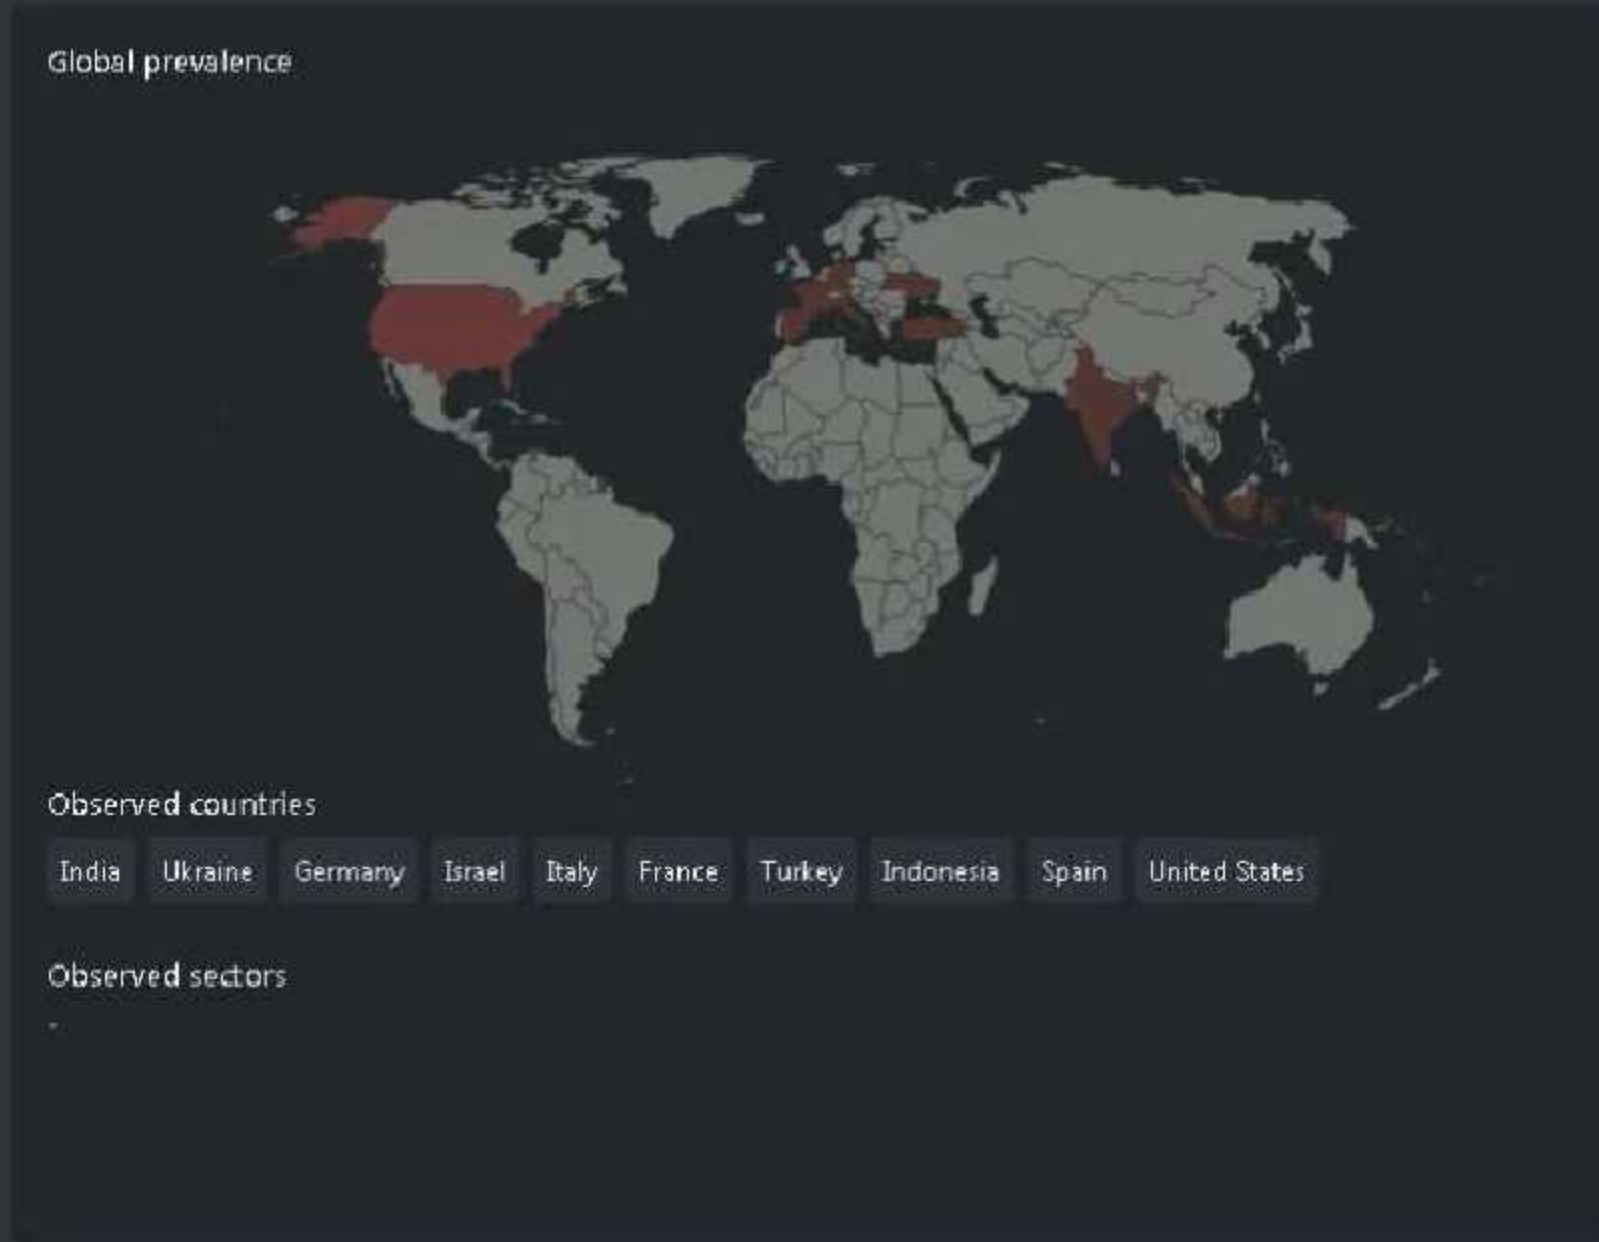 Global prevalence
Observed countries
India Ukraine Germany Israel Italy France Turkey Indonesia Spain United States
Observed sectors
-